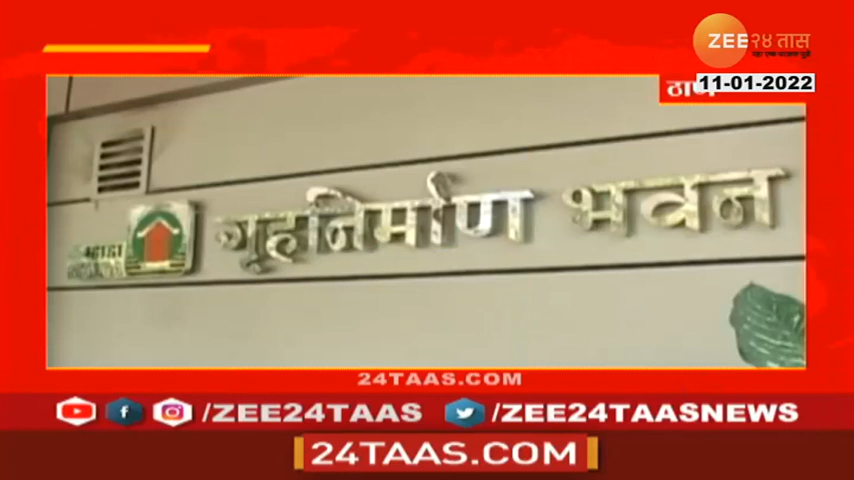 ZEE २४ तास
11-01-2022
म्हाडा
गृहनिर्माण भवन
24TAAS.COM
/ZEE24TAAS
/ZEE24TAASNEWS
24TAAS.COM